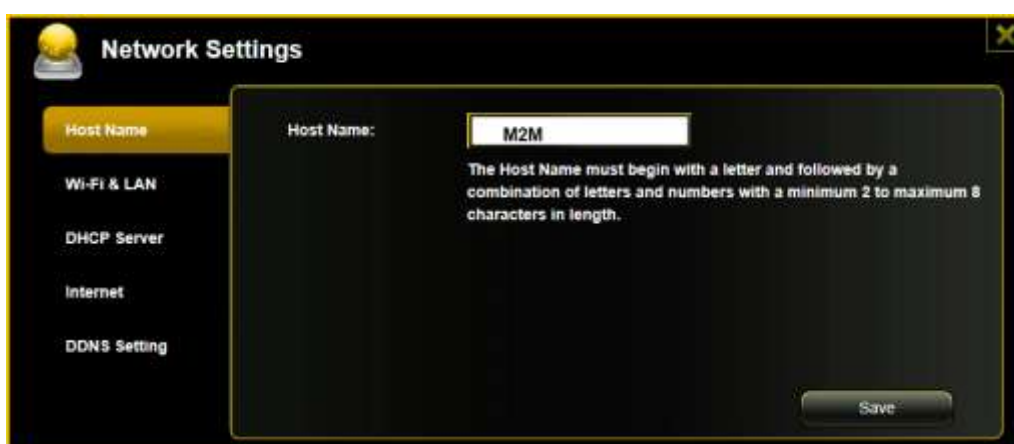 Network Settings
Host Name
Host Name:
M2M
The Host Name must begin with a letter and followed by a
combination of letters and numbers with a minimum 2 to maximum 8
characters in length.
Wi-Fi & LAN
DHCP Server
Internet
DDNS Setting
Save